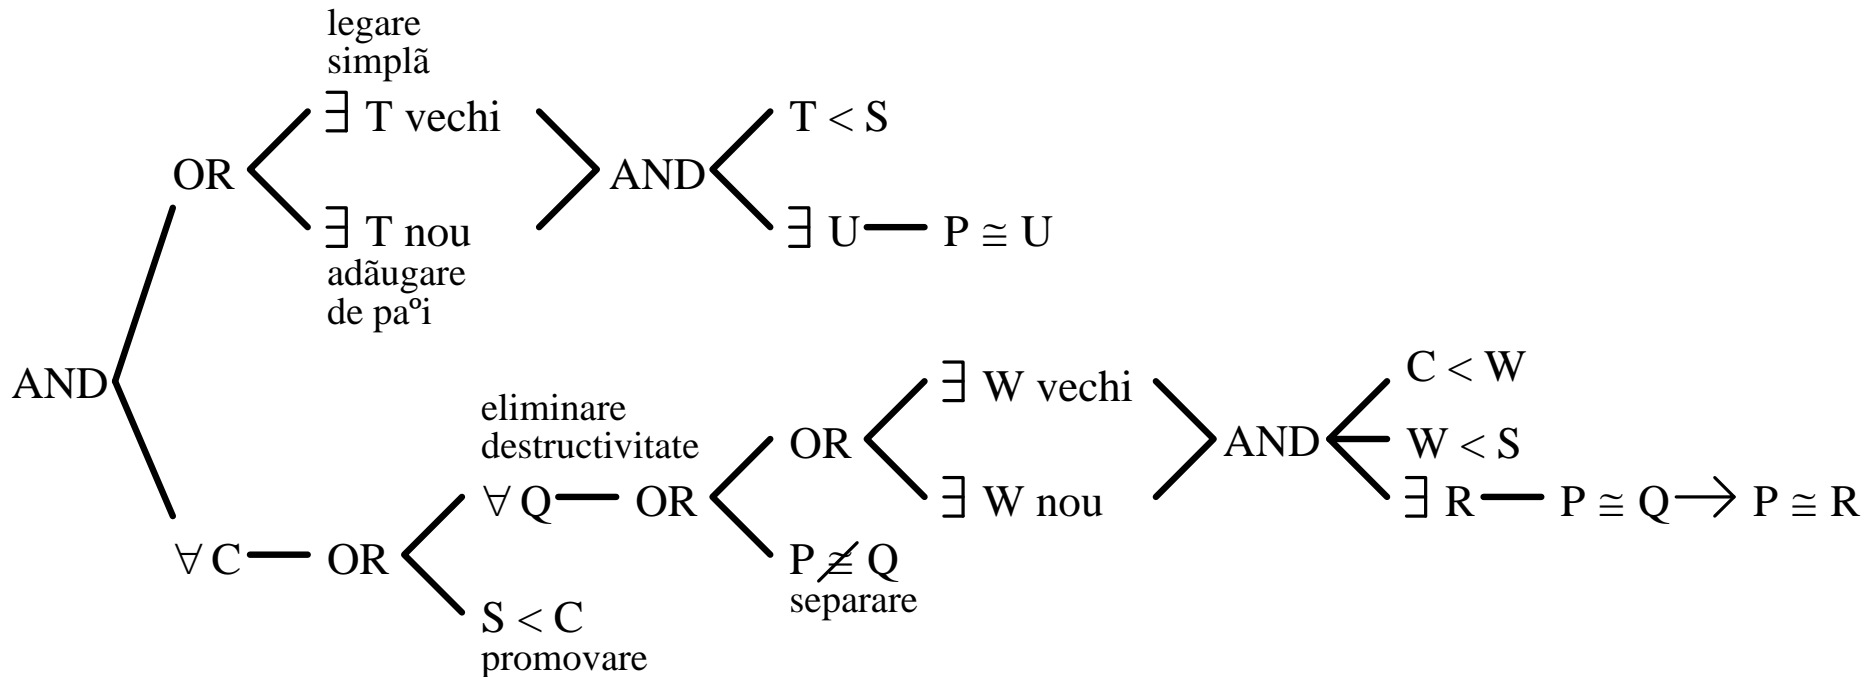 legare
simplã
∃ T vechi
T < S
OR
AND
∃ T nou
∃ U
P ≅ U
adãugare
de paºi
AND
∃ W vechi
C < W
eliminare
destructivitate
OR
AND
W < S
∀ Q
OR
∃ W nou
∃ R
P ≅ Q → P ≅ R
∀ C
OR
P ≇ Q
separare
S < C
promovare